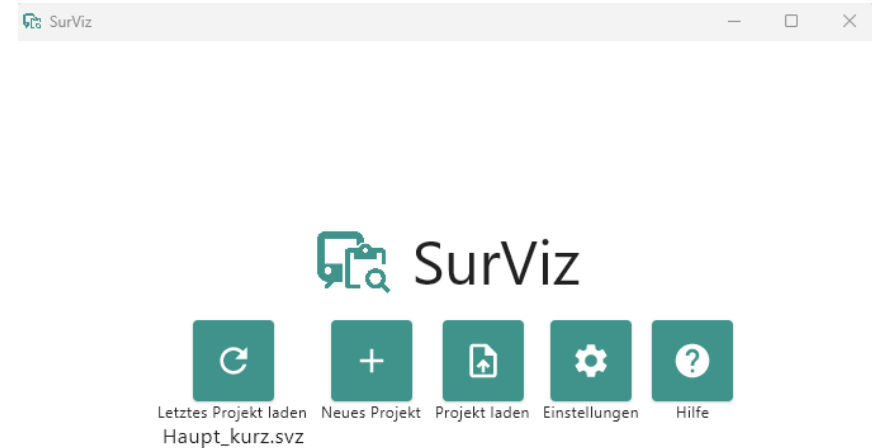 SurViz
SurViz
Letztes Projekt laden Neues Projekt Projekt laden Einstellungen Hilfe
Haupt_kurz.svz